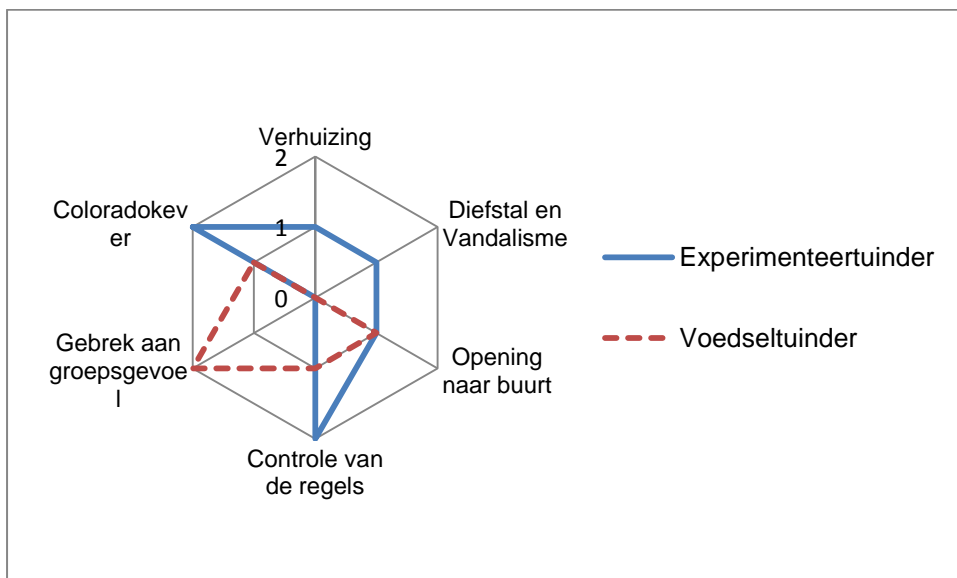 Verhuizing
2
Diefstal en
Vandalisme
Coloradokev
er
1
0
Gebrek aan
groepsgevoe
l
Opening
naar buurt
Controle van
de regels
Experimenteertuinder
Voedseltuinder